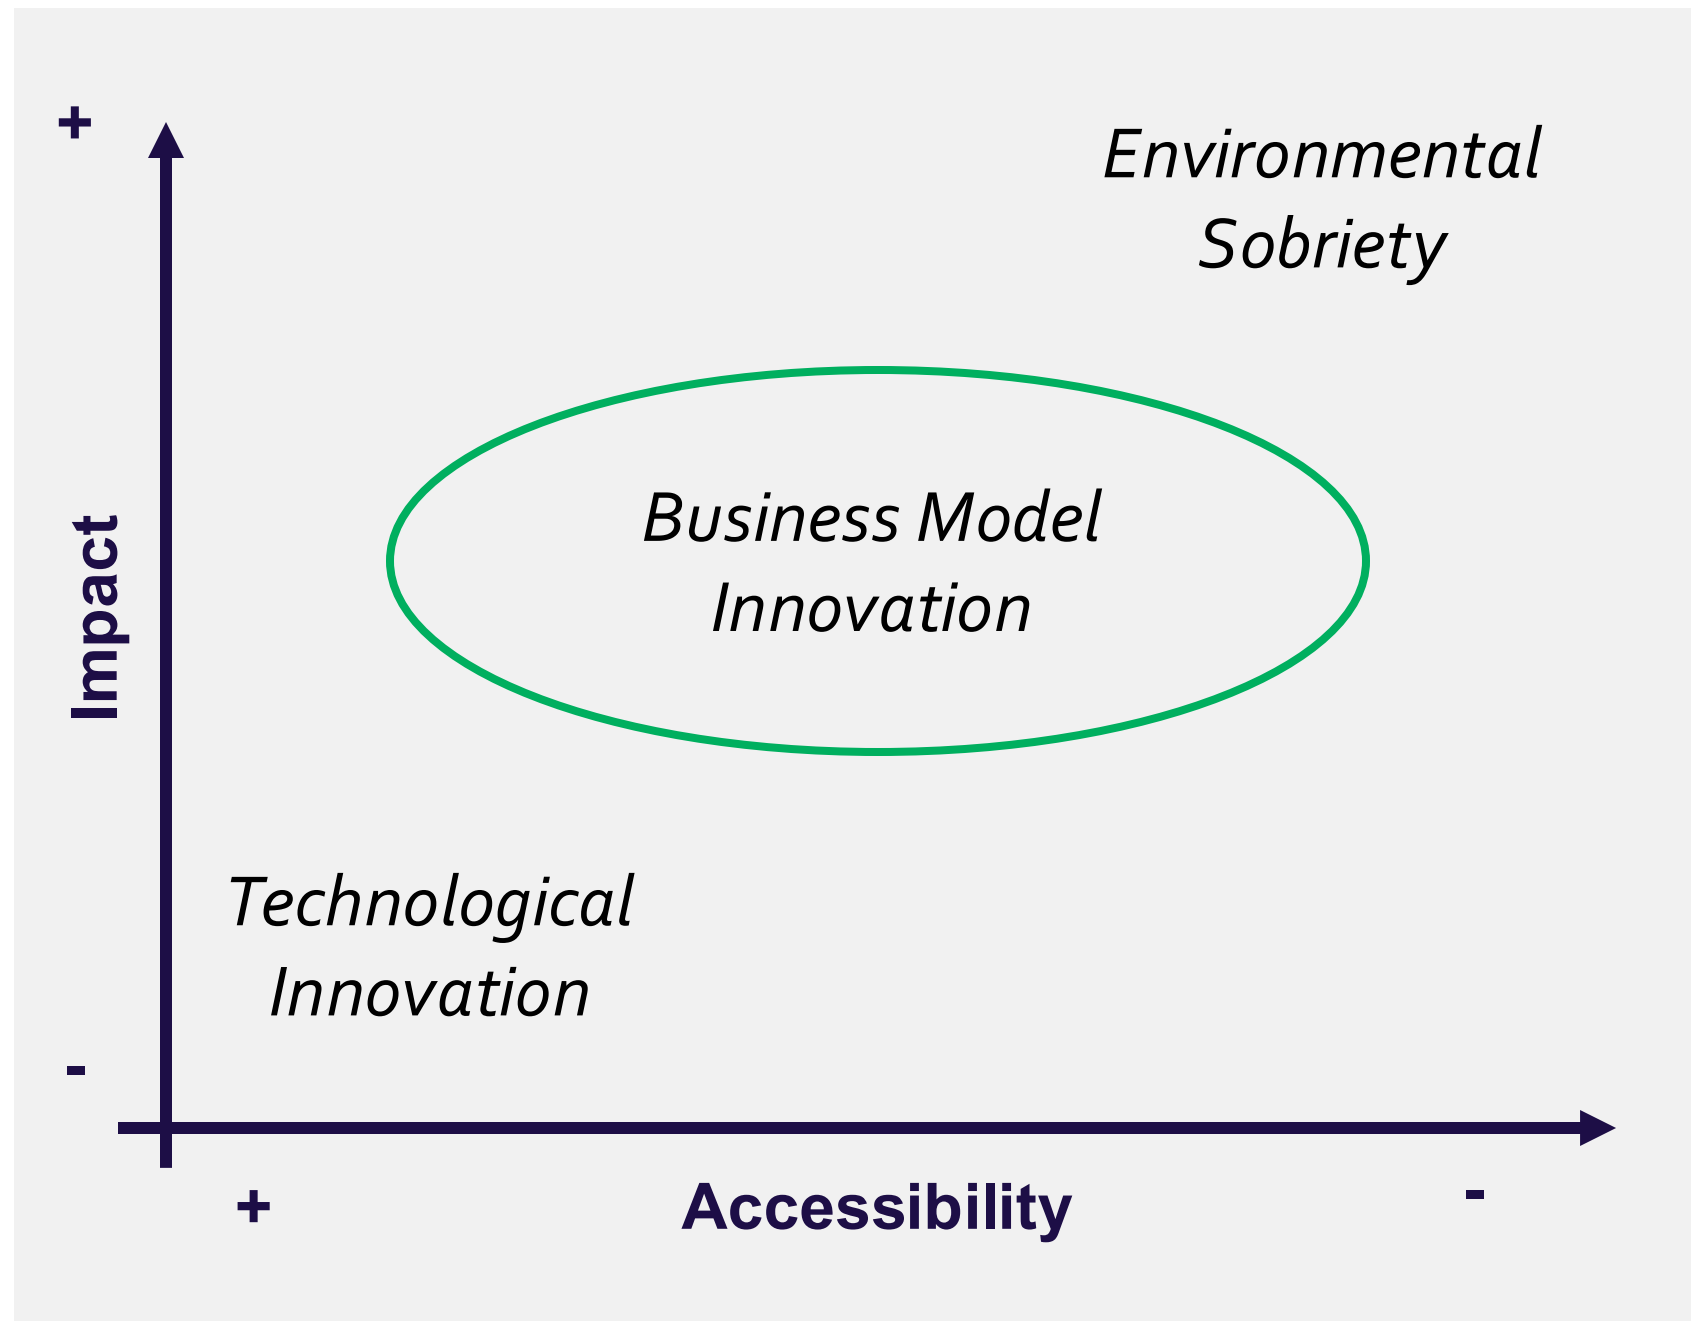 +
Environmental
Sobriety
Business Model
Innovation
Impact
Technological
Innovation
-
+
Accessibility
-